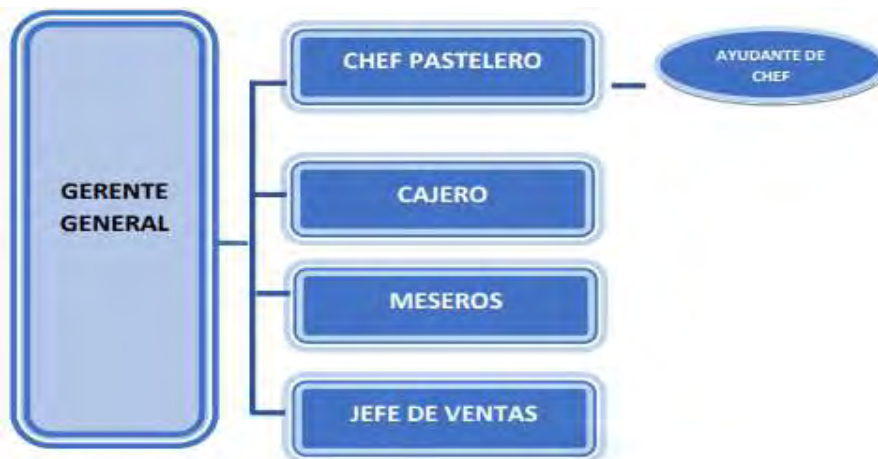 GERENTE
GENERAL
CHEF PASTELERO
AYUDANTE DE
CHEF
CAJERO
MESEROS
JEFE DE VENTAS